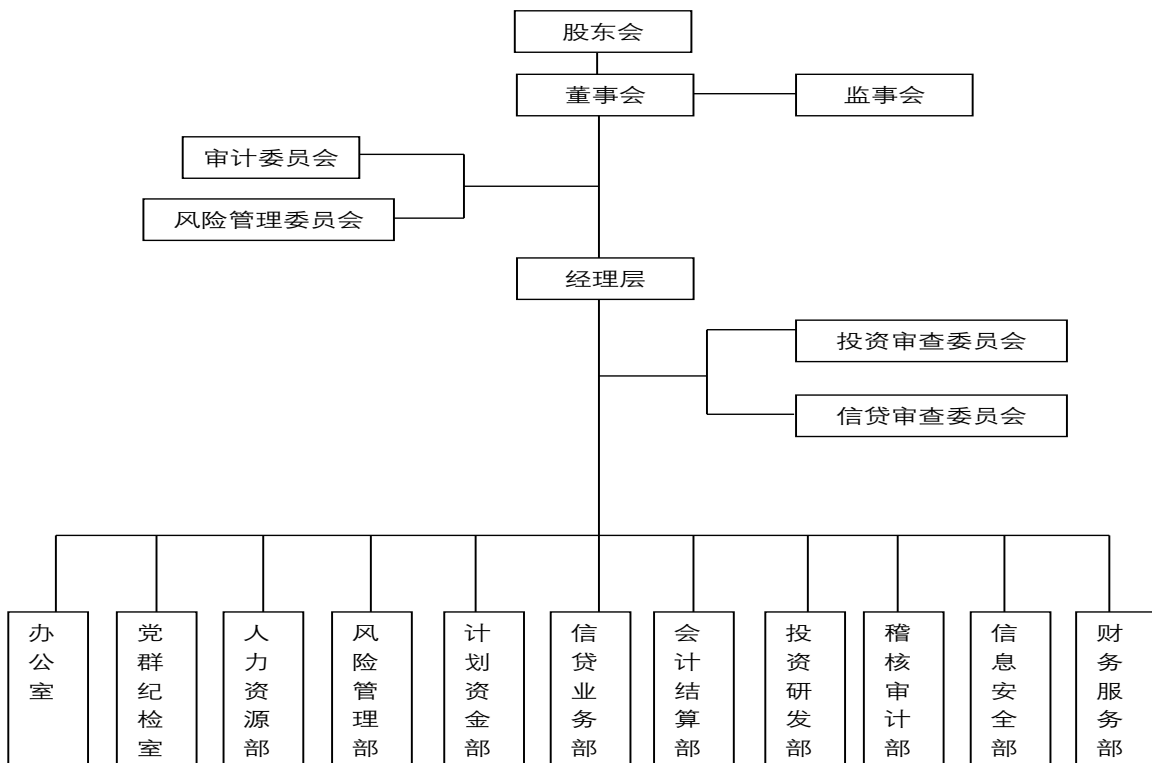 股东会
董事会
监事会
审计委员会
风险管理委员会
经理层
投资审查委员会
信贷审查委员会
办公室
党群纪检室
人力资源部
风险管理部
计划资金部
信贷业务部
会计结算部
投资研发部
稽核审计部
信息安全部
财务服务部